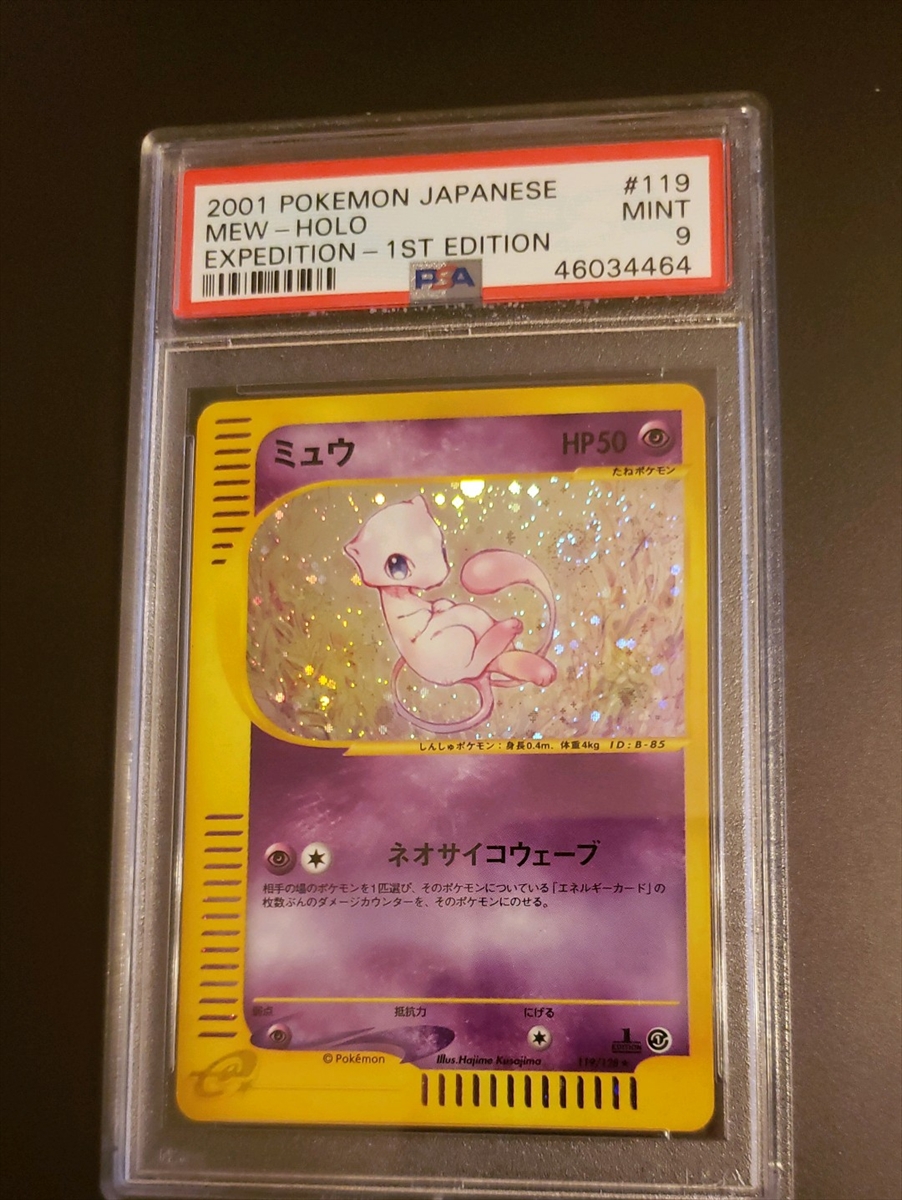 2001 POKEMON JAPANESE #119
MEW - HOLO MINT
EXPEDITION - 1ST EDITION 9
PSA 46034464
ミュウ HP50
たねポケモン
しんしゅポケモン:身長0.4m. 体重4kg ID:B-85
ネオサイコウェーブ
相手の場のポケモンを1匹選び、そのポケモンについている「エネルギーカード」の
枚数ぶんのダメージカウンターを、そのポケモンにのせる。
弱点 抵抗力 にげる
1
EDITION
© Pokémon Illus.Hajime Kusajima 119/128 ★
e